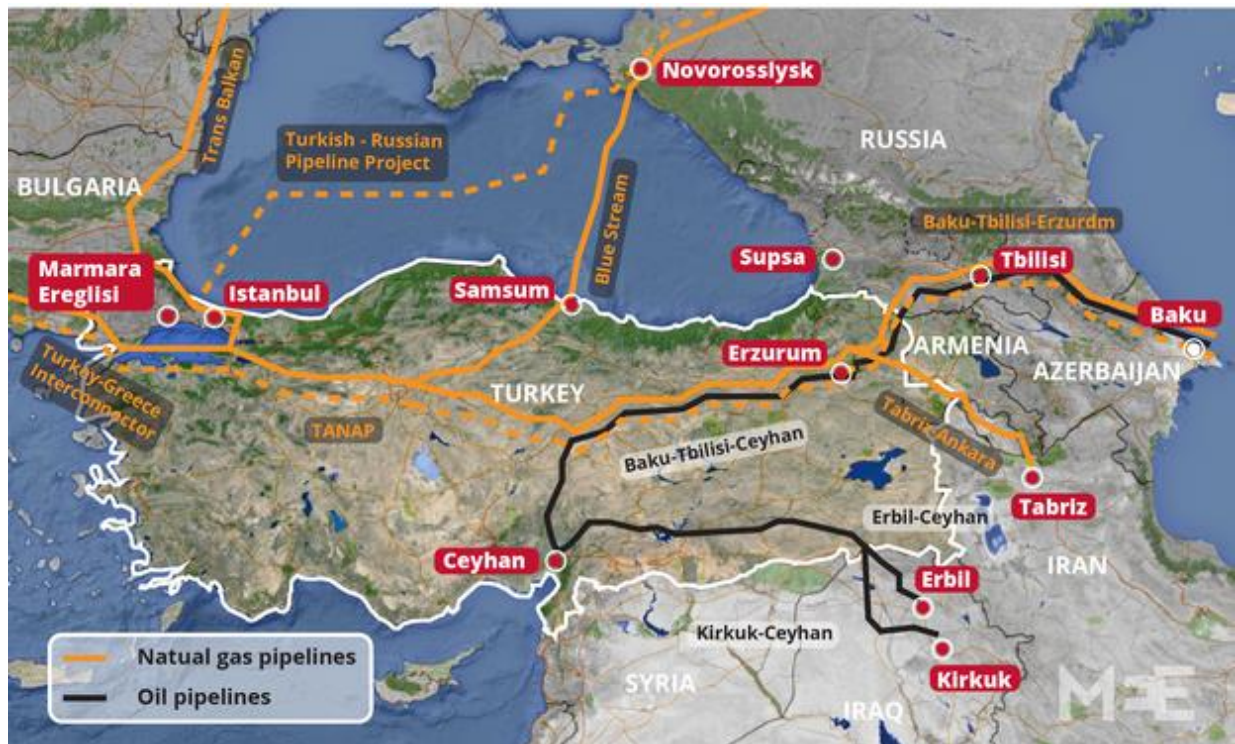 Novorosslysk
Trans Balkan
Turkish - Russian
Pipeline Project
RUSSIA
BULGARIA
Blue Stream
Baku-Tbilisi-Erzurdm
Supsa
Tbilisi
Marmara
Ereglisi
Istanbul
Samsum
Baku
Erzurum
ARMENIA
AZERBAIJAN
Turkey-Greece
Interconnector
TURKEY
TANAP
Baku-Tbilisi-Ceyhan
Tabriz-Ankara
Tabriz
Erbil-Ceyhan
Ceyhan
IRAN
Erbil
Kirkuk-Ceyhan
Natual gas pipelines
Oil pipelines
SYRIA
Kirkuk
IRAQ
MEE